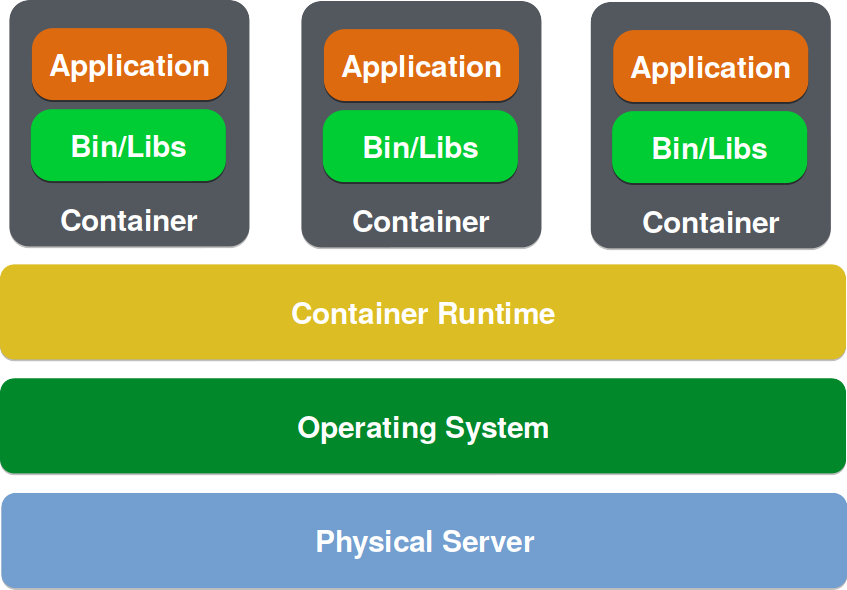 Application
Bin/Libs
Container
Application
Bin/Libs
Container
Application
Bin/Libs
Container
Container Runtime
Operating System
Physical Server